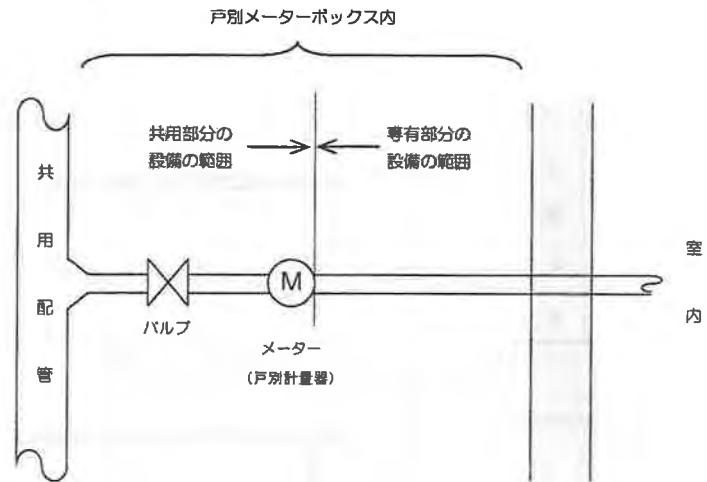 戸別メーターボックス内
共用部分の
設備の範囲
専有部分の
設備の範囲
共用配管
M
バルブ
メーター
(戸別計量器)
室内